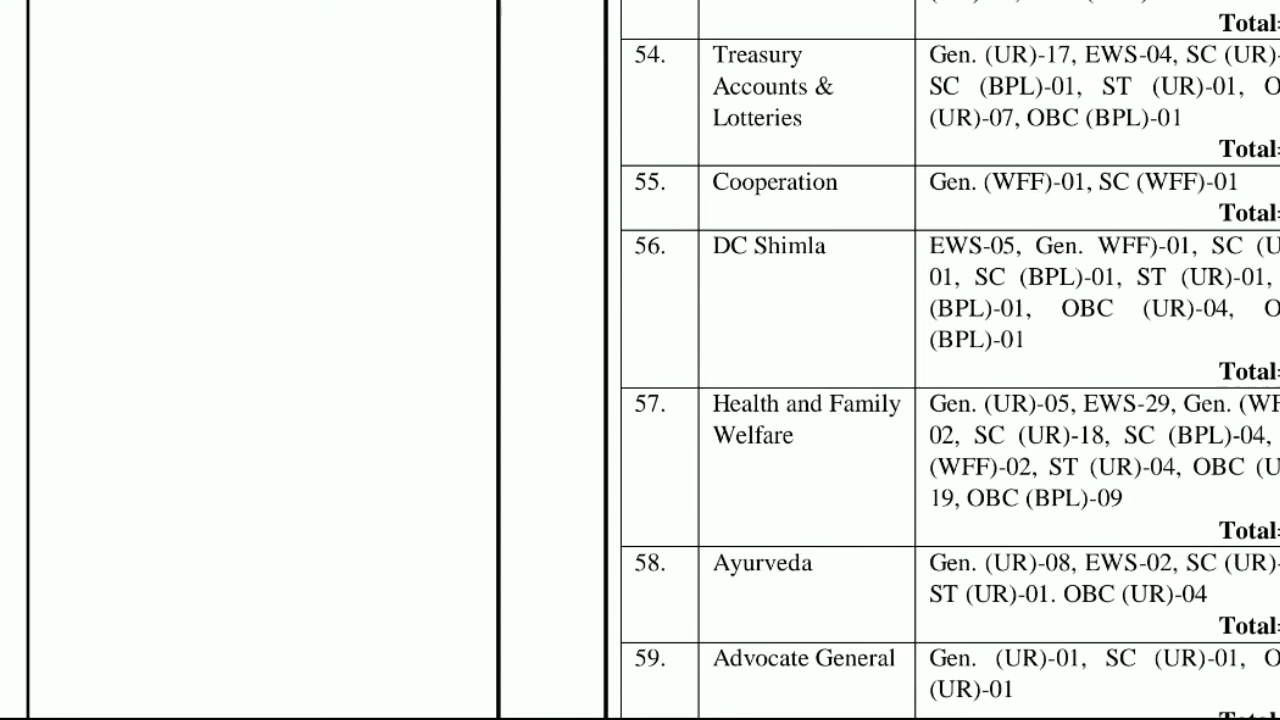 Total=
54. Treasury Gen. (UR)-17, EWS-04, SC (UR)-
Accounts & SC (BPL)-01, ST (UR)-01, O
Lotteries (UR)-07, OBC (BPL)-01
Total=
55. Cooperation Gen. (WFF)-01, SC (WFF)-01
Total=
56. DC Shimla EWS-05, Gen. WFF)-01, SC (U
01, SC (BPL)-01, ST (UR)-01,
(BPL)-01, OBC (UR)-04, O
(BPL)-01
Total=
57. Health and Family Gen. (UR)-05, EWS-29, Gen. (WF
Welfare 02, SC (UR)-18, SC (BPL)-04,
(WFF)-02, ST (UR)-04, OBC (U
19, OBC (BPL)-09
Total=
58. Ayurveda Gen. (UR)-08, EWS-02, SC (UR)-
ST (UR)-01. OBC (UR)-04
Total=
59. Advocate General Gen. (UR)-01, SC (UR)-01, O
(UR)-01